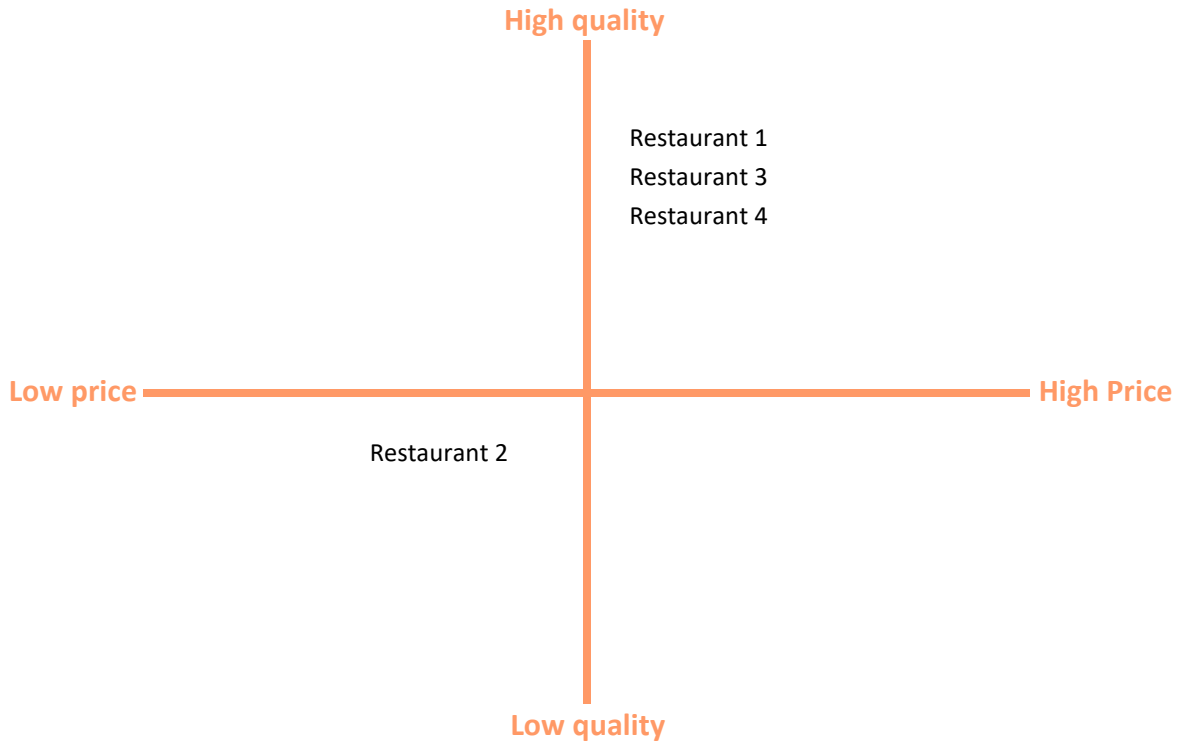 High quality
Restaurant 1
Restaurant 3
Restaurant 4
Low price
High Price
Restaurant 2
Low quality